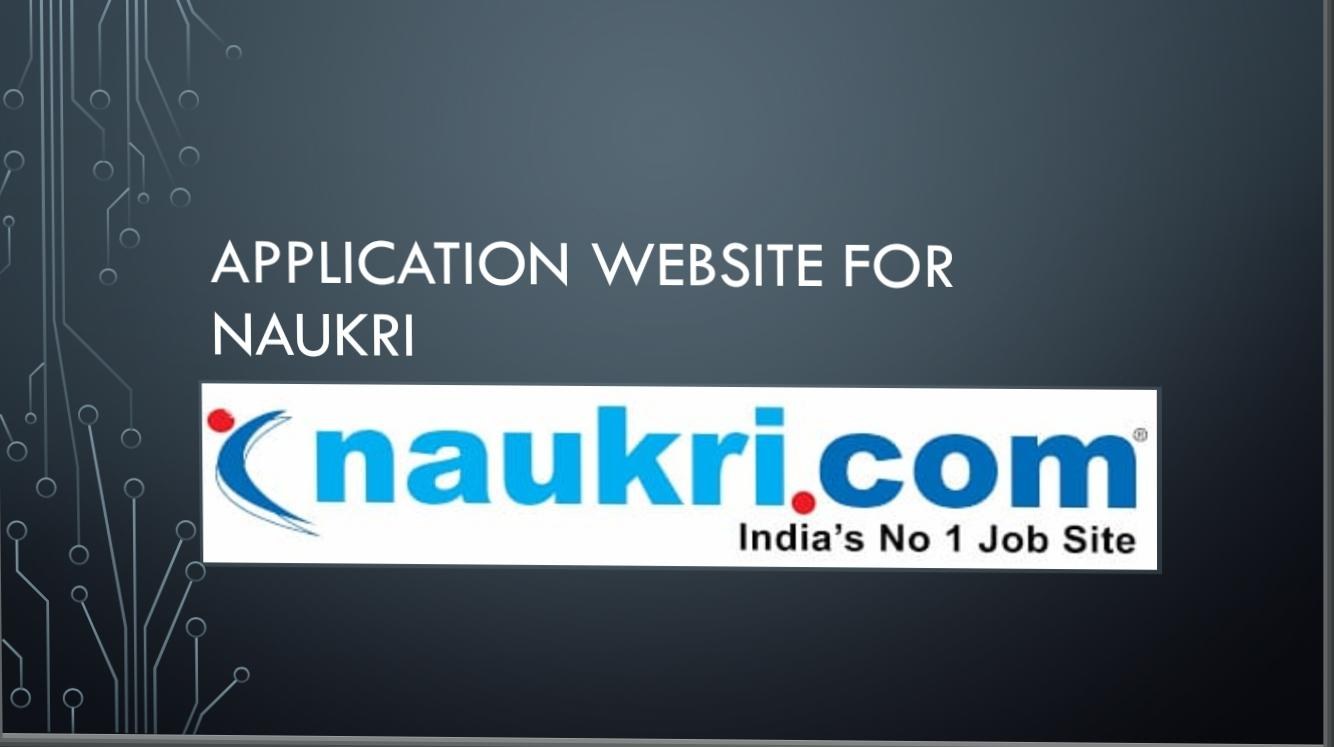 APPLICATION WEBSITE FOR
NAUKRI
naukri.com®
India's No 1 Job Site